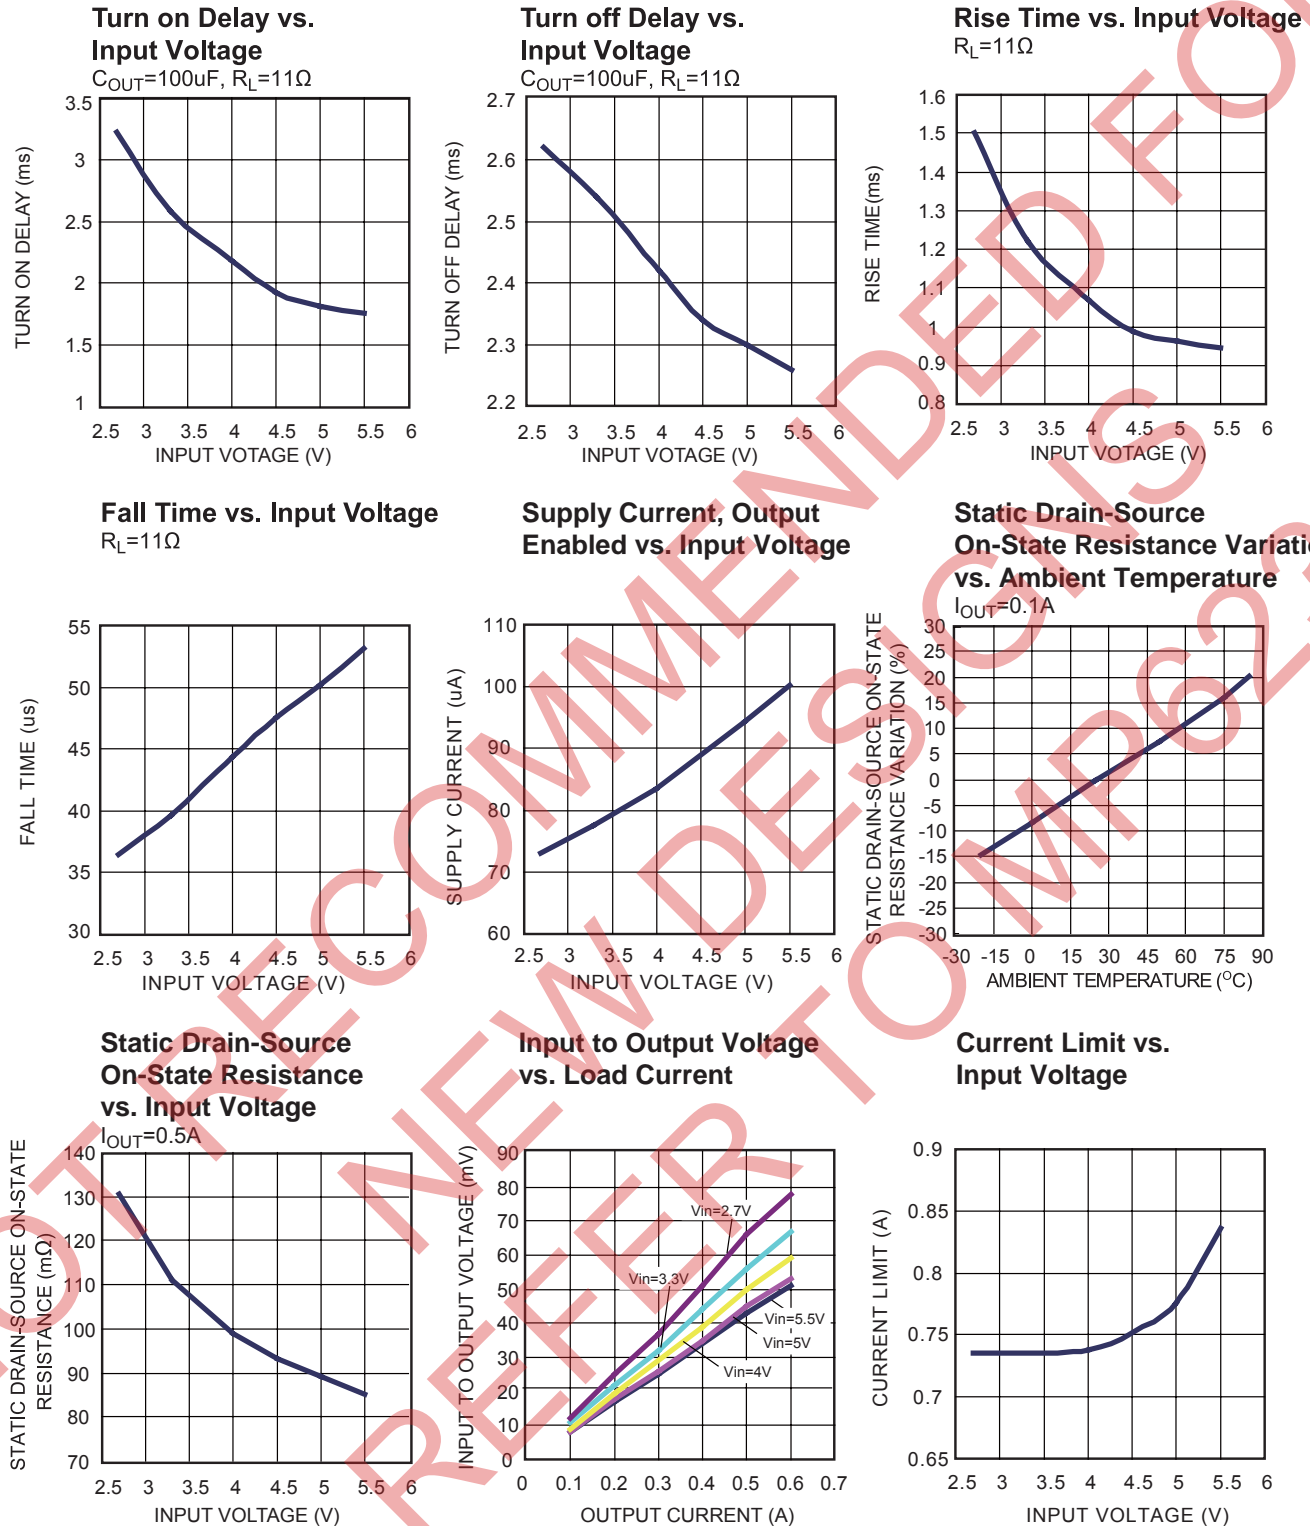 Turn on Delay vs.
Input Voltage
COUT=100uF, RL=11Ω
TURN ON DELAY (ms)
3.5
3
2.5
2
1.5
1
2.5 3 3.5 4 4.5 5 5.5 6
INPUT VOTAGE (V)
Turn off Delay vs.
Input Voltage
COUT=100uF, RL=11Ω
TURN OFF DELAY (ms)
2.7
2.6
2.5
2.4
2.3
2.2
2.5 3 3.5 4 4.5 5 5.5 6
INPUT VOTAGE (V)
Rise Time vs. Input Voltage
RL=11Ω
RISE TIME(ms)
1.6
1.5
1.4
1.3
1.2
1.1
1
0.9
0.8
2.5 3 3.5 4 4.5 5 5.5 6
INPUT VOTAGE (V)
Fall Time vs. Input Voltage
RL=11Ω
FALL TIME (us)
55
50
45
40
35
30
2.5 3 3.5 4 4.5 5 5.5 6
INPUT VOLTAGE (V)
Supply Current, Output
Enabled vs. Input Voltage
SUPPLY CURRENT (uA)
110
100
90
80
70
60
2.5 3 3.5 4 4.5 5 5.5 6
INPUT VOLTAGE (V)
Static Drain-Source
On-State Resistance Variati
vs. Ambient Temperature
IOUT=0.1A
STATIC DRAIN-SOURCE ON-STATE
RESISTANCE VARIATION (%)
30
25
20
15
10
5
0
-5
-10
-15
-20
-25
-30
-30 -15 0 15 30 45 60 75 90
AMBIENT TEMPERATURE (OC)
Static Drain-Source
On-State Resistance
vs. Input Voltage
IOUT=0.5A
STATIC DRAIN-SOURCE ON-STATE
RESISTANCE (mΩ)
140
130
120
110
100
90
80
70
2.5 3 3.5 4 4.5 5 5.5 6
INPUT VOLTAGE (V)
Input to Output Voltage
vs. Load Current
INPUT TO OUTPUT VOLTAGE (mV)
90
80
70
60
50
40
30
20
10
0
Vin=2.7V
Vin=3.3V
Vin=5.5V
Vin=5V
Vin=4V
0 0.1 0.2 0.3 0.4 0.5 0.6 0.7
OUTPUT CURRENT (A)
Current Limit vs.
Input Voltage
CURRENT LIMIT (A)
0.9
0.85
0.8
0.75
0.7
0.65
2.5 3 3.5 4 4.5 5 5.5 6
INPUT VOLTAGE (V)
OT RECOMMENDED FO
NEW DESIGNS
REFER TO MP62